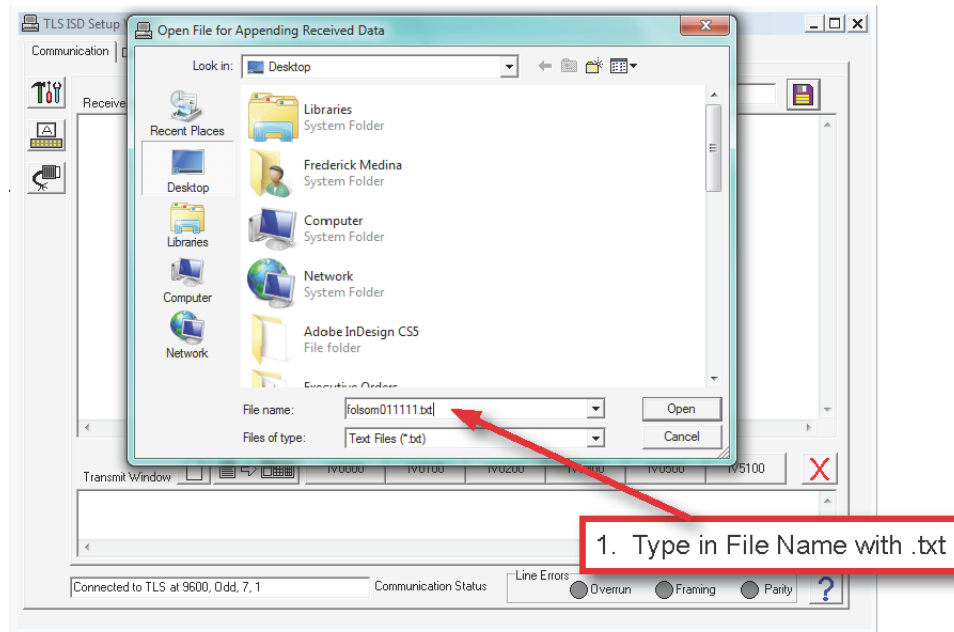 TLS ISD Setup
Open File for Appending Received Data
Communication
Look in:
Desktop
Receive
Recent Places
Desktop
Libraries
Computer
Network
Libraries
System Folder
Frederick Medina
System Folder
Computer
System Folder
Network
System Folder
Adobe InDesign CS5
File folder
Executive Orders
File name:
folsom011111.txt
Open
Files of type:
Text Files (*.txt)
Cancel
Transmit Window
IV0000
IV0100
IV0200
IV0500
IV5100
1. Type in File Name with .txt
Connected to TLS at 9600, Odd, 7, 1
Communication Status
Line Errors
Overrun
Framing
Parity